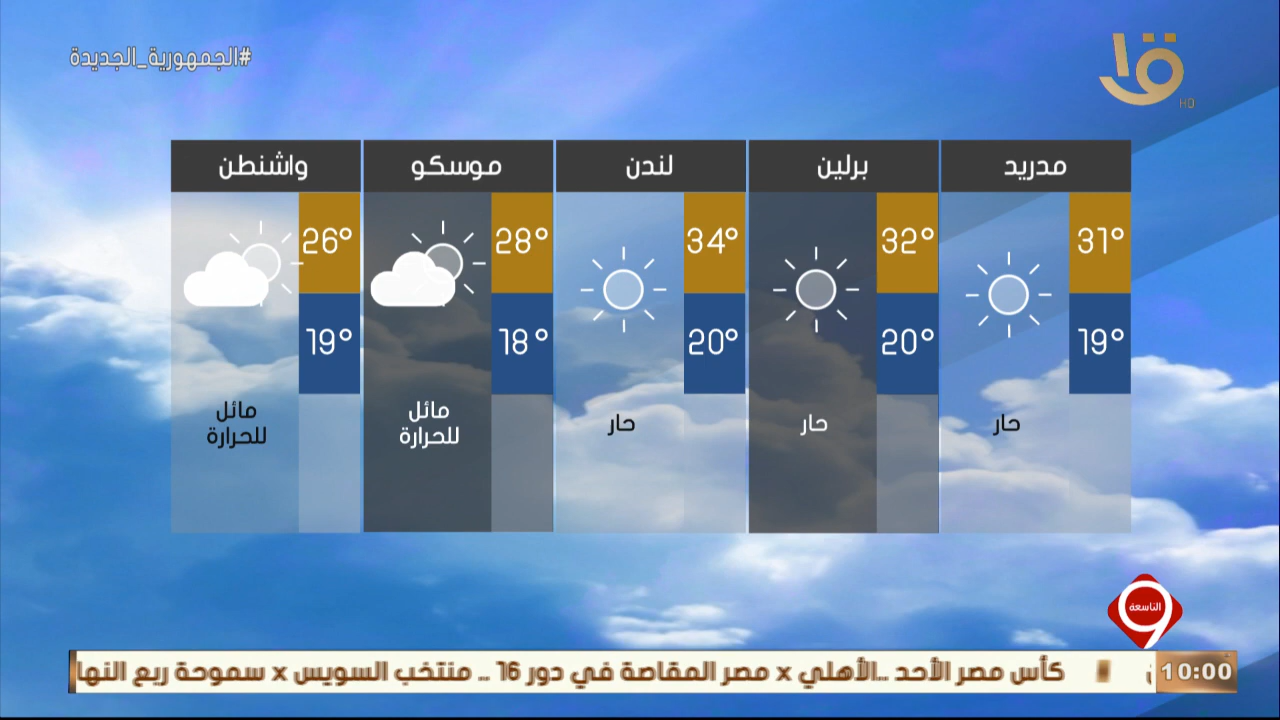 #الجمهورية_الجديدة
HD
مدريد
31°
19°
حار
برلين
32°
20°
حار
لندن
34°
20°
حار
موسكو
28°
18°
مائل
للحرارة
واشنطن
26°
19°
مائل
للحرارة
التاسعة
9
10:00
كأس مصر الأحد ..الأهلي x مصر المقاصة في دور 16 .. منتخب السويس x سموحة ربع النها